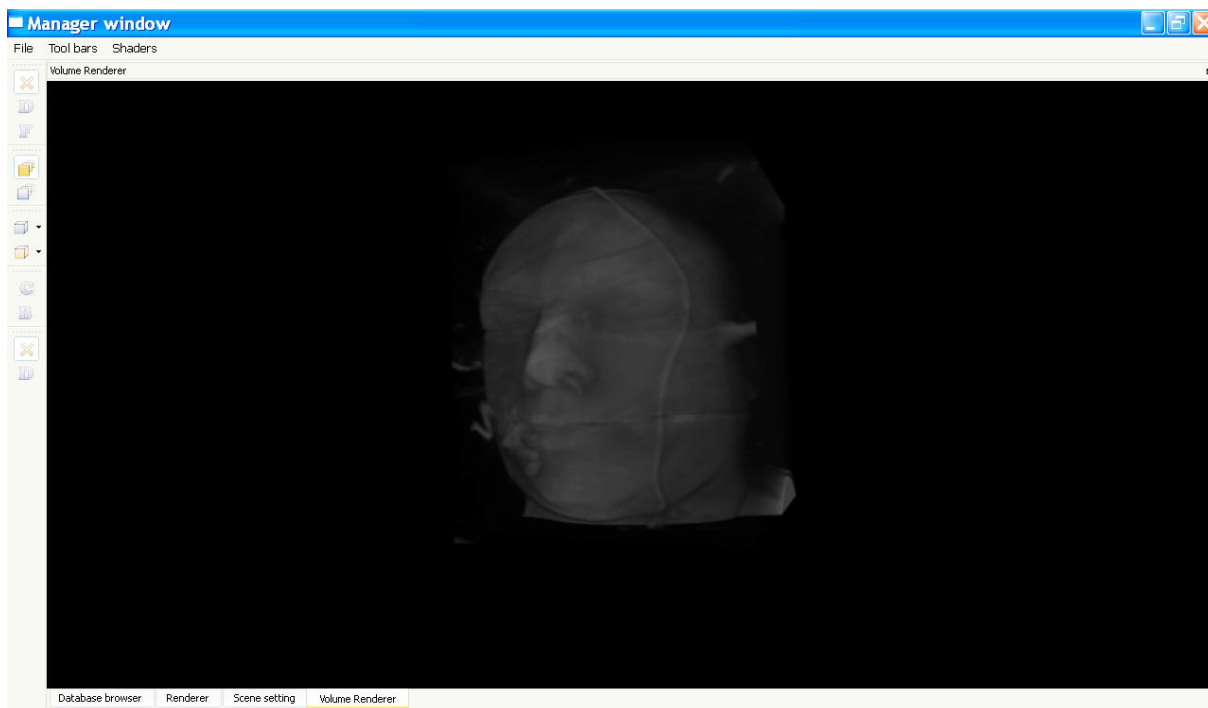 Manager window
File Tool bars Shaders
Volume Renderer
D
F
C
B
D
Database browser Renderer Scene setting Volume Renderer